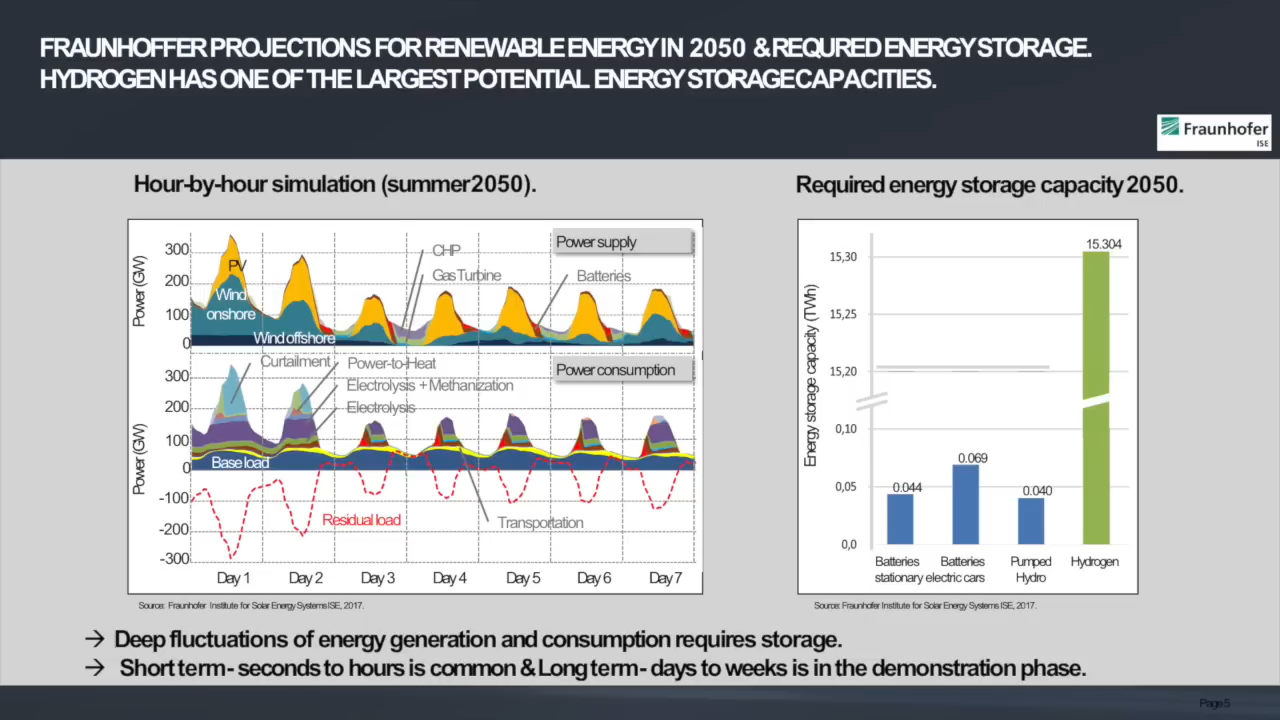 FRAUNHOFFER PROJECTIONS FOR RENEWABLE ENERGY IN 2050 & REQURED ENERGY STORAGE.
HYDROGEN HAS ONE OF THE LARGEST POTENTIAL ENERGY STORAGE CAPACITIES.
Fraunhofer
ISE
Hour-by-hour simulation (summer 2050).
Power (GW)
300
200
100
0
PV
Wind
onshore
Wind offshore
CHP
Gas Turbine
Batteries
Power supply
Power (GW)
300
200
100
0
-100
-200
-300
Curtailment
Power-to-Heat
Electrolysis + Methanization
Electrolysis
Power consumption
Base load
Residual load
Transportation
Day 1 Day 2 Day 3 Day 4 Day 5 Day 6 Day 7
Source: Fraunhofer Institute for Solar Energy Systems ISE, 2017.
Required energy storage capacity 2050.
Energy storage capacity (TWh)
15,30
15,25
15,20
0,10
0,05
0,0
0.044
0.069
0.040
15.304
Batteries Batteries Pumped Hydrogen
stationary electric cars Hydro
Source: Fraunhofer Institute for Solar Energy Systems ISE, 2017.
→ Deep fluctuations of energy generation and consumption requires storage.
→ Short term - seconds to hours is common & Long term - days to weeks is in the demonstration phase.
Page 5